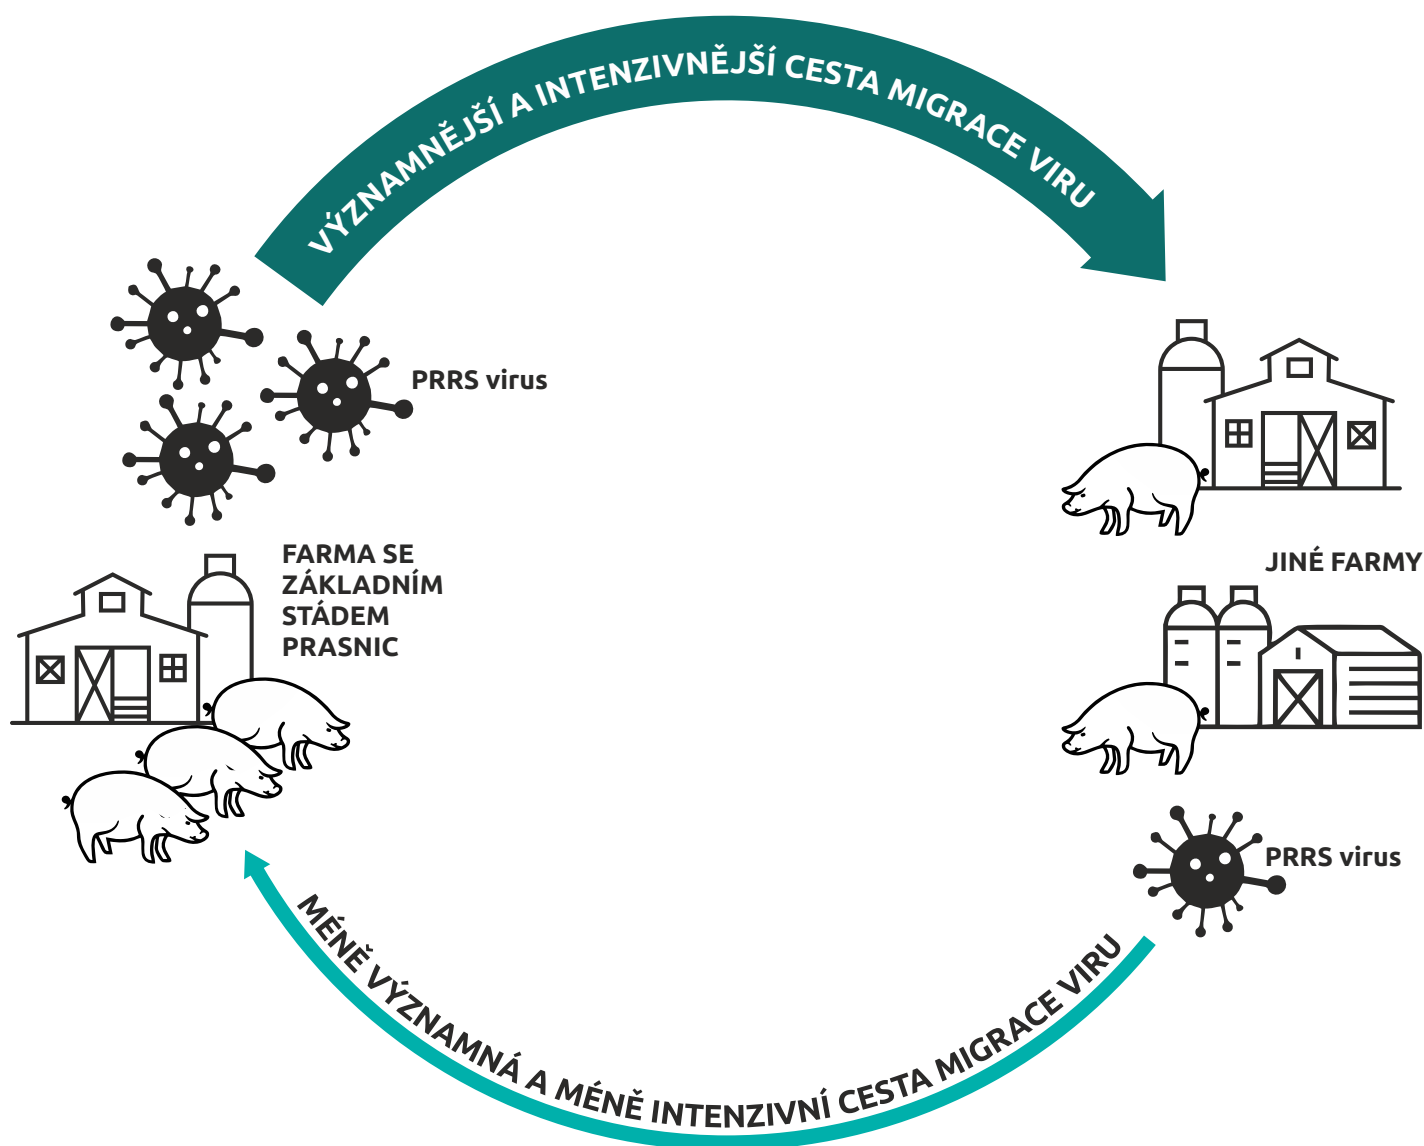 VÝZNAMNĚJŠÍ A INTENZIVNĚJŠÍ CESTA MIGRACE VIRU
PRRS virus
FARMA SE
ZÁKLADNÍM
STÁDEM
PRASNIC
JINÉ FARMY
PRRS virus
MÉNĚ VÝZNAMNÁ A MÉNĚ INTENZIVNÍ CESTA MIGRACE VIRU